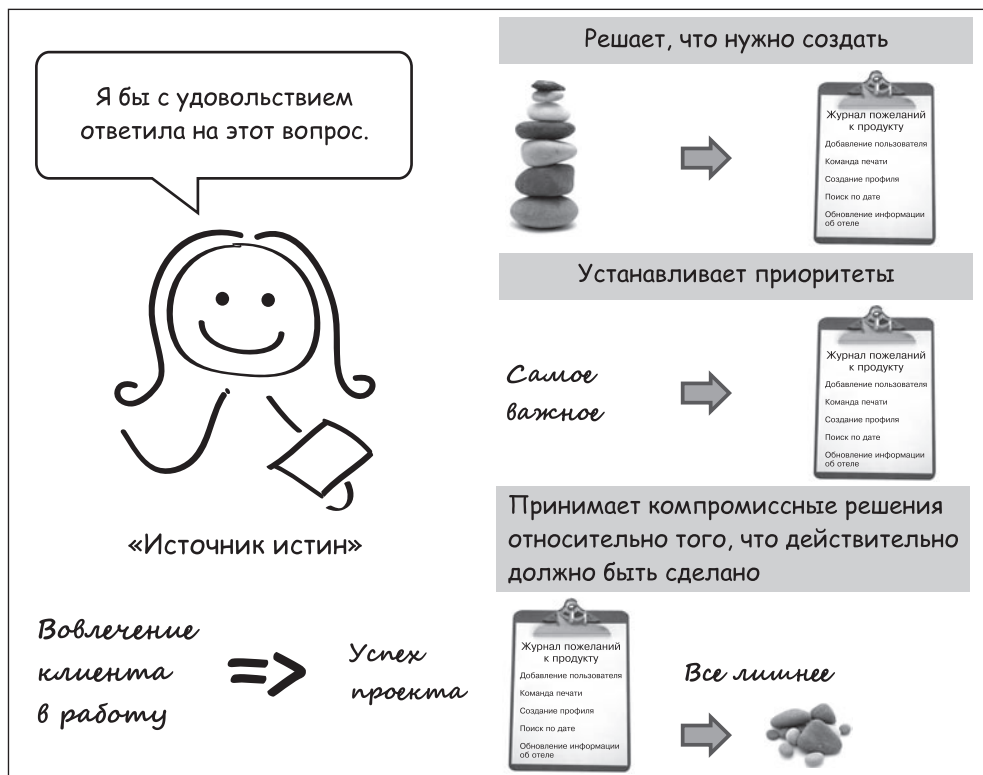 Я бы с удовольствием
ответила на этот вопрос.
«Источник истин»
Вовлечение
клиента
в работу
=>
Успех
проекта
Решает, что нужно создать
Журнал пожеланий
к продукту
Добавление пользователя
Команда печати
Создание профиля
Поиск по дате
Обновление информации
об отеле
Устанавливает приоритеты
Самое
важное
Журнал пожеланий
к продукту
Добавление пользователя
Команда печати
Создание профиля
Поиск по дате
Обновление информации
об отеле
Принимает компромиссные решения
относительно того, что действительно
должно быть сделано
Журнал пожеланий
к продукту
Добавление пользователя
Команда печати
Создание профиля
Поиск по дате
Обновление информации
об отеле
Все лишнее